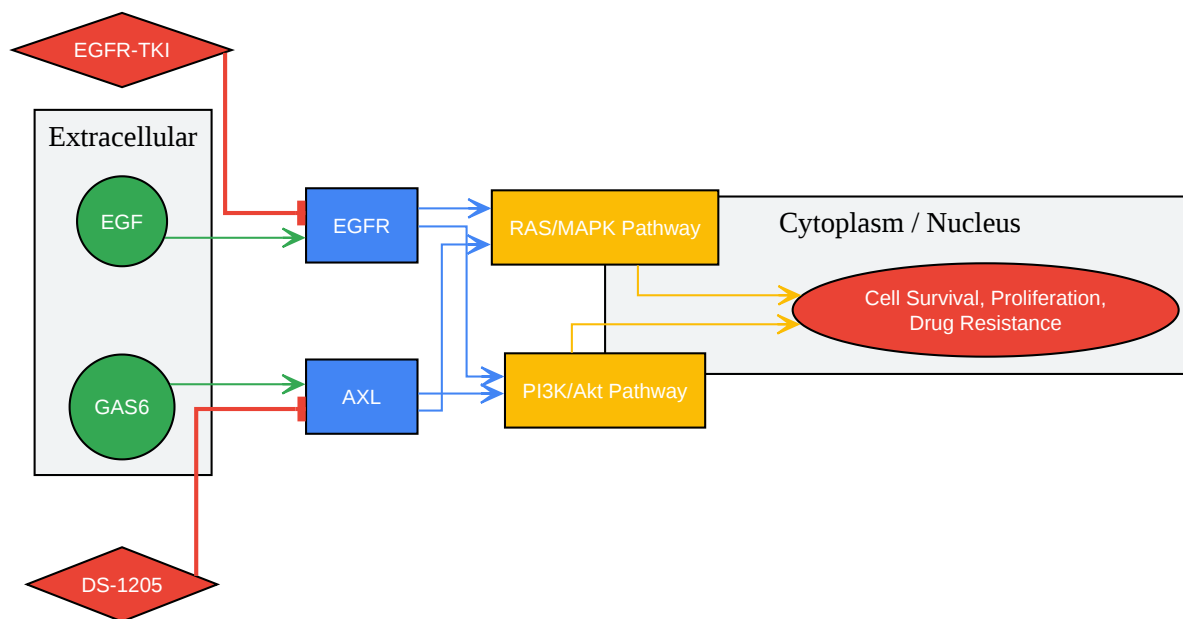 EGFR-TKI
Extracellular
EGF
EGFR
RAS/MAPK Pathway
Cytoplasm / Nucleus
Cell Survival, Proliferation,
Drug Resistance
GAS6
AXL
PI3K/Akt Pathway
DS-1205